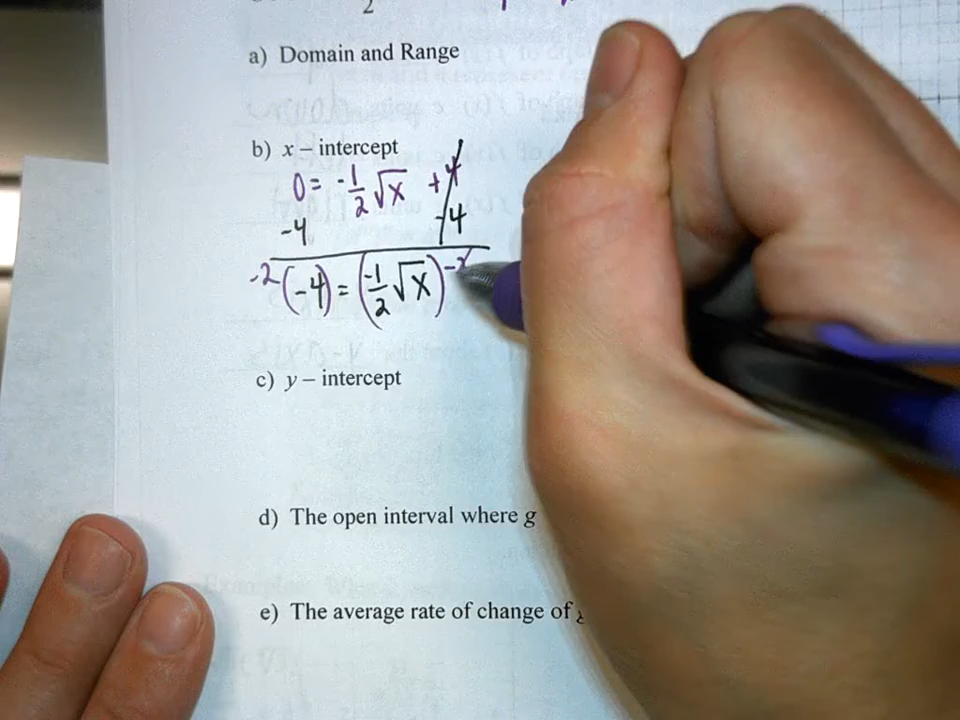 2
a) Domain and Range
b) x – intercept
0 = -1/2 √x + 4
-4 -4
-2(-4) = (-1/2 √x)-2
c) y – intercept
d) The open interval where g
e) The average rate of change of